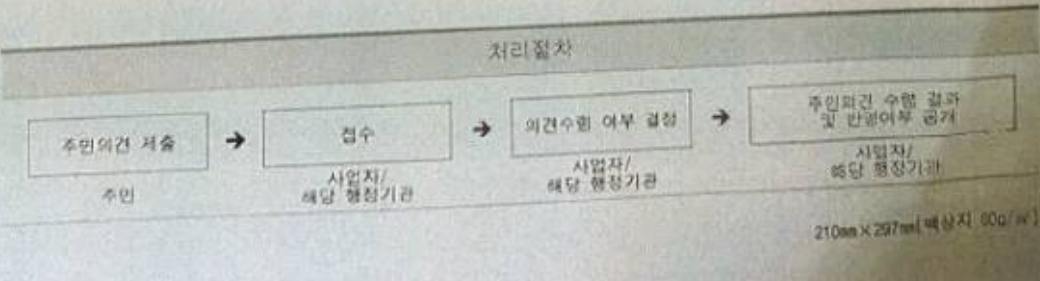 처리절차
주민의견 제출 → 접수 → 의견수렴 여부 결정 → 주민의견 수렴 결과
및 반영여부 공개
주민
사업자/
해당 행정기관
사업자/
해당 행정기관
사업자/
해당 행정기관
210mm×297mm[백상지 80g/㎡]